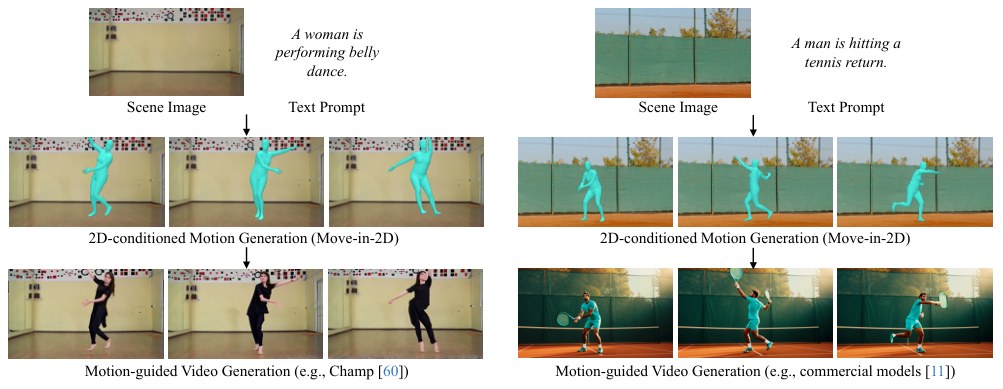 A woman is
performing belly
dance.
Scene Image
Text Prompt
2D-conditioned Motion Generation (Move-in-2D)
Motion-guided Video Generation (e.g., Champ [60])
A man is hitting a
tennis return.
Scene Image
Text Prompt
2D-conditioned Motion Generation (Move-in-2D)
Motion-guided Video Generation (e.g., commercial models [11])